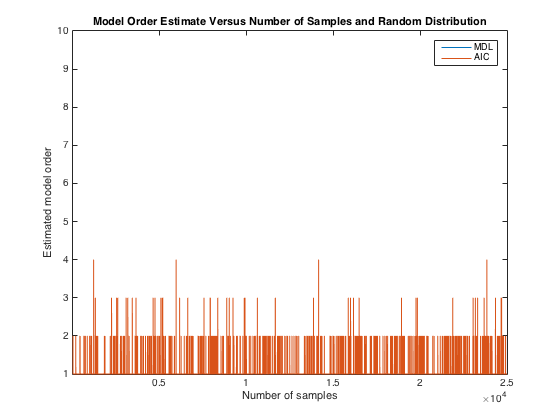 Model Order Estimate Versus Number of Samples and Random Distribution
MDL
AIC
Estimated model order
10
9
8
7
6
5
4
3
2
1
0.5 1 1.5 2 2.5
×10^4
Number of samples